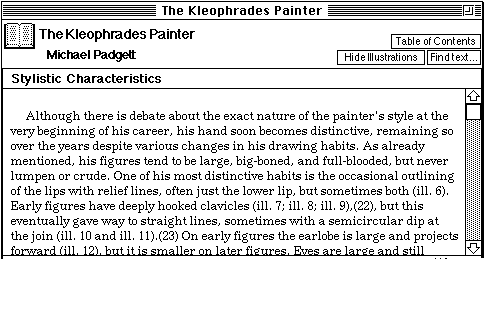 The Kleophrades Painter
The Kleophrades Painter
Michael Padgett
Table of Contents
Hide Illustrations
Find text...
Stylistic Characteristics
Although there is debate about the exact nature of the painter's style at the
very beginning of his career, his hand soon becomes distinctive, remaining so
over the years despite various changes in his drawing habits. As already
mentioned, his figures tend to be large, big-boned, and full-blooded, but never
lumpen or crude. One of his most distinctive habits is the occasional outlining
of the lips with relief lines, often just the lower lip, but sometimes both (ill. 6).
Early figures have deeply hooked clavicles (ill. 7; ill. 8; ill. 9),(22), but this
eventually gave way to straight lines, sometimes with a semicircular dip at
the join (ill. 10 and ill. 11).(23) On early figures the earlobe is large and projects
forward (ill. 12), but it is smaller on later figures. Eyes are large and still